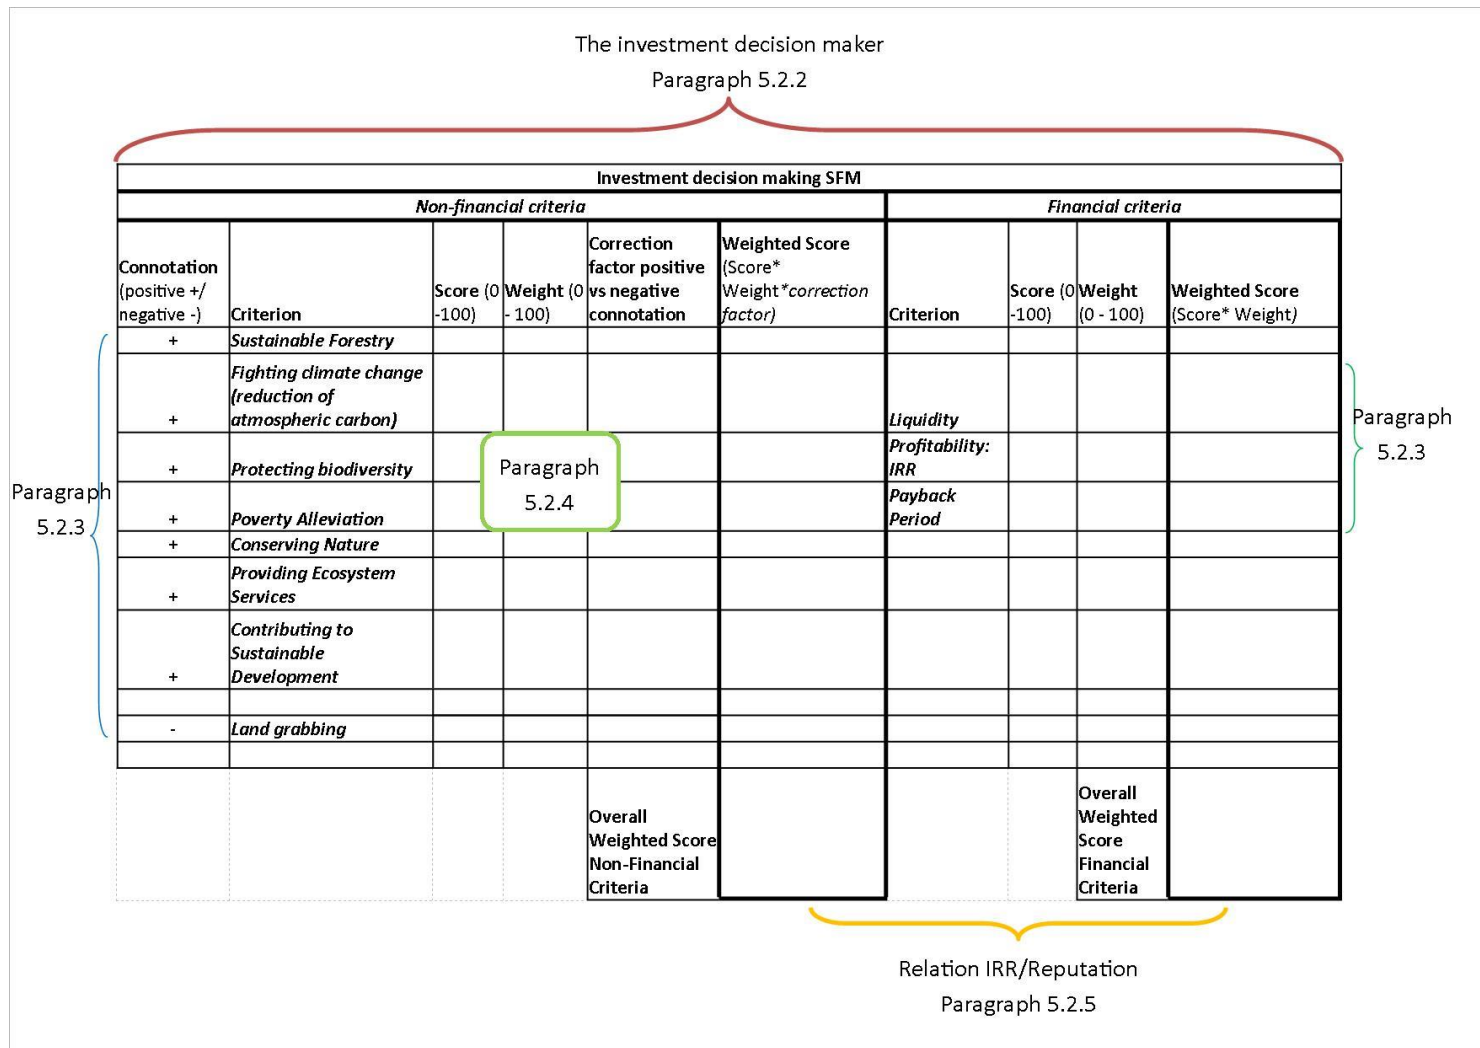 The investment decision maker
Paragraph 5.2.2
Investment decision making SFM
Non-financial criteria
Financial criteria
Connotation
(positive +/
negative -)
Criterion
Score (0
-100)
Weight (0
- 100)
Correction
factor positive
vs negative
connotation
Weighted Score
(Score*
Weight*correction
factor)
Criterion
Score (0
-100)
Weight
(0 - 100)
Weighted Score
(Score* Weight)
+
Sustainable Forestry
+
Fighting climate change
(reduction of
atmospheric carbon)
Liquidity
+
Protecting biodiversity
Profitability:
IRR
+
Poverty Alleviation
Payback
Period
+
Conserving Nature
+
Providing Ecosystem
Services
+
Contributing to
Sustainable
Development
-
Land grabbing
Paragraph
5.2.3
Paragraph
5.2.4
Paragraph
5.2.3
Overall
Weighted Score
Non-Financial
Criteria
Overall
Weighted
Score
Financial
Criteria
Relation IRR/Reputation
Paragraph 5.2.5